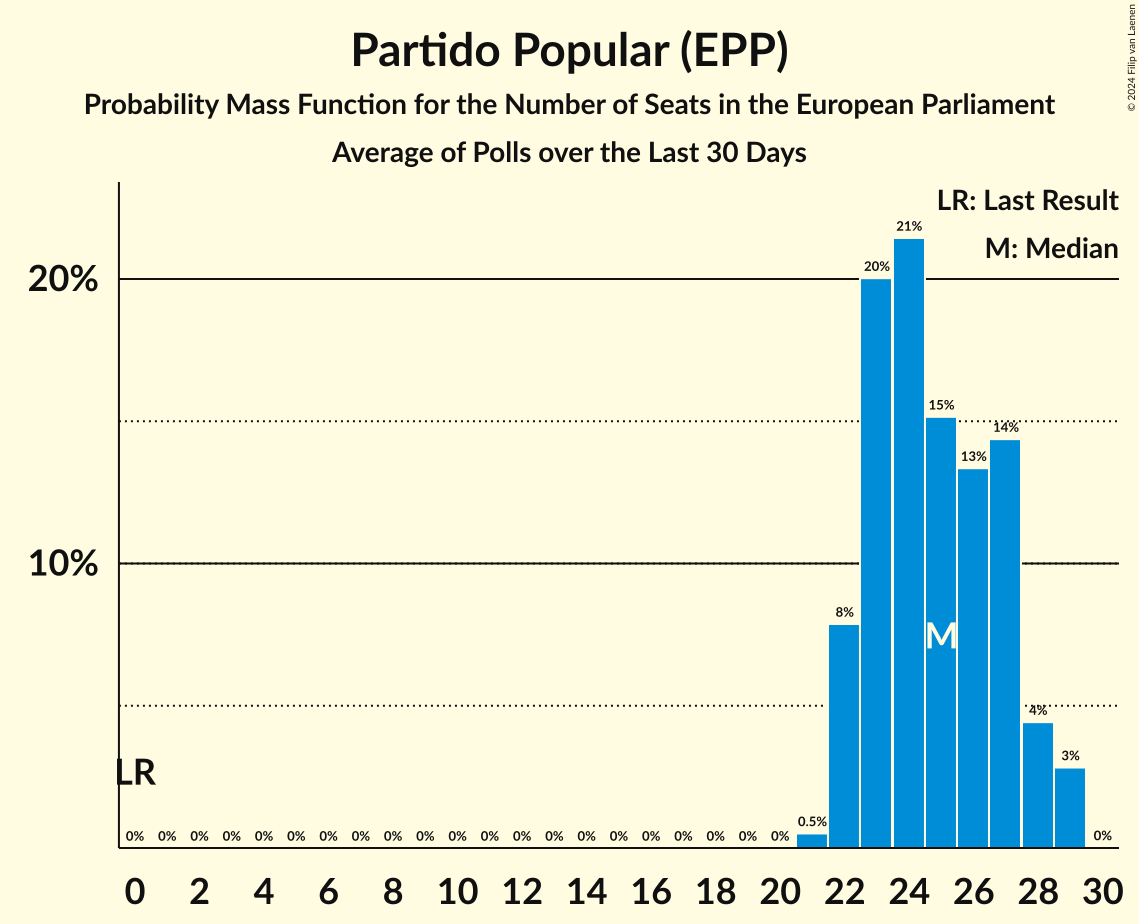 Partido Popular (EPP)
Probability Mass Function for the Number of Seats in the European Parliament
Average of Polls over the Last 30 Days
© 2024 Filip van Laenen
LR: Last Result
M: Median
21%
20%
20%
15%
14%
13%
10%
8%
M
4%
3%
LR
0% 0% 0% 0% 0% 0% 0% 0% 0% 0% 0% 0% 0% 0% 0% 0% 0% 0% 0% 0% 0% 0.5% 0%
0 2 4 6 8 10 12 14 16 18 20 22 24 26 28 30